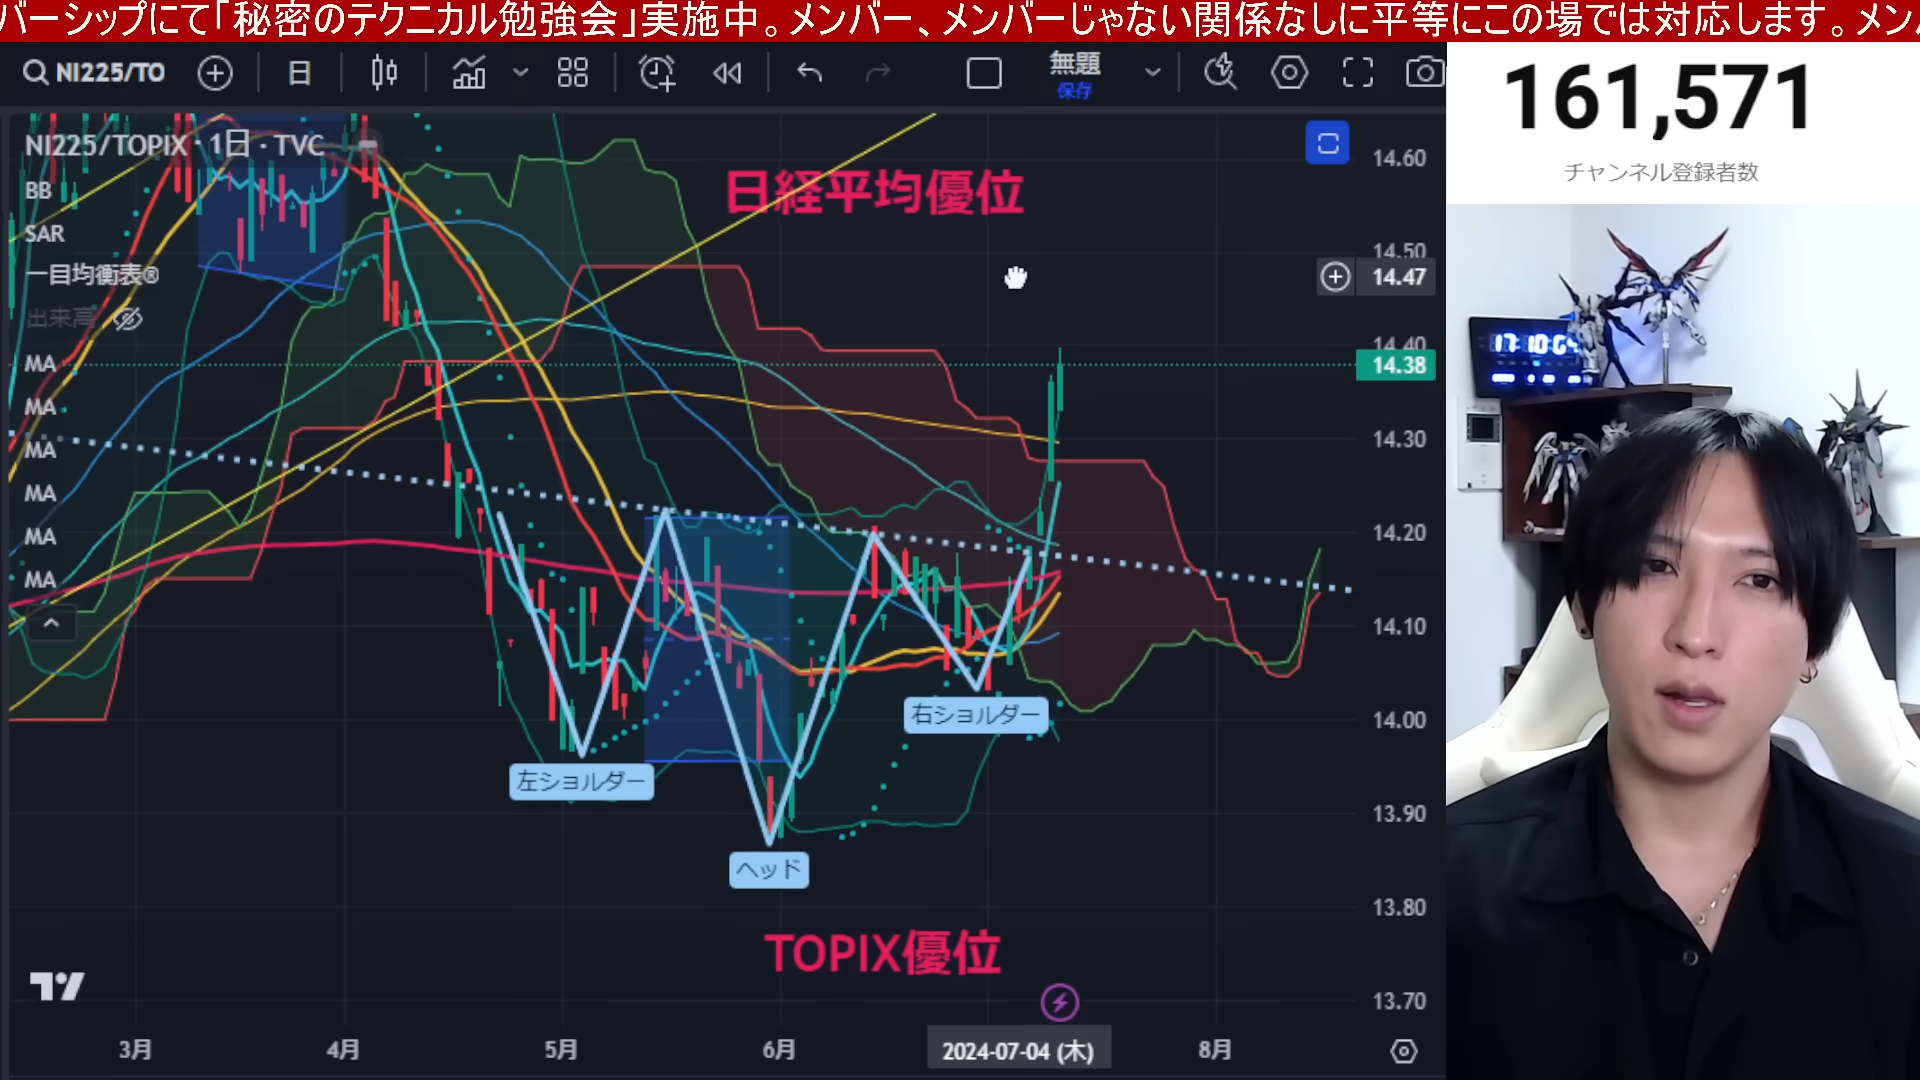 バーシップにて「秘密のテクニカル勉強会」実施中。メンバー、メンバーじゃない関係なしに平等にこの場では対応します。メン
NI225/TO
日
無題
保存
161,571
チャンネル登録者数
NI225/TOPIX · 1日 · TVC
BB
SAR
一目均衡表®
出来高
MA
MA
MA
MA
MA
MA
日経平均優位
14.60
14.50
14.47
14.40
14.38
14.30
14.20
14.10
14.00
13.90
13.80
13.70
左ショルダー
ヘッド
右ショルダー
TOPIX優位
3月
4月
5月
6月
2024-07-04 (木)
8月